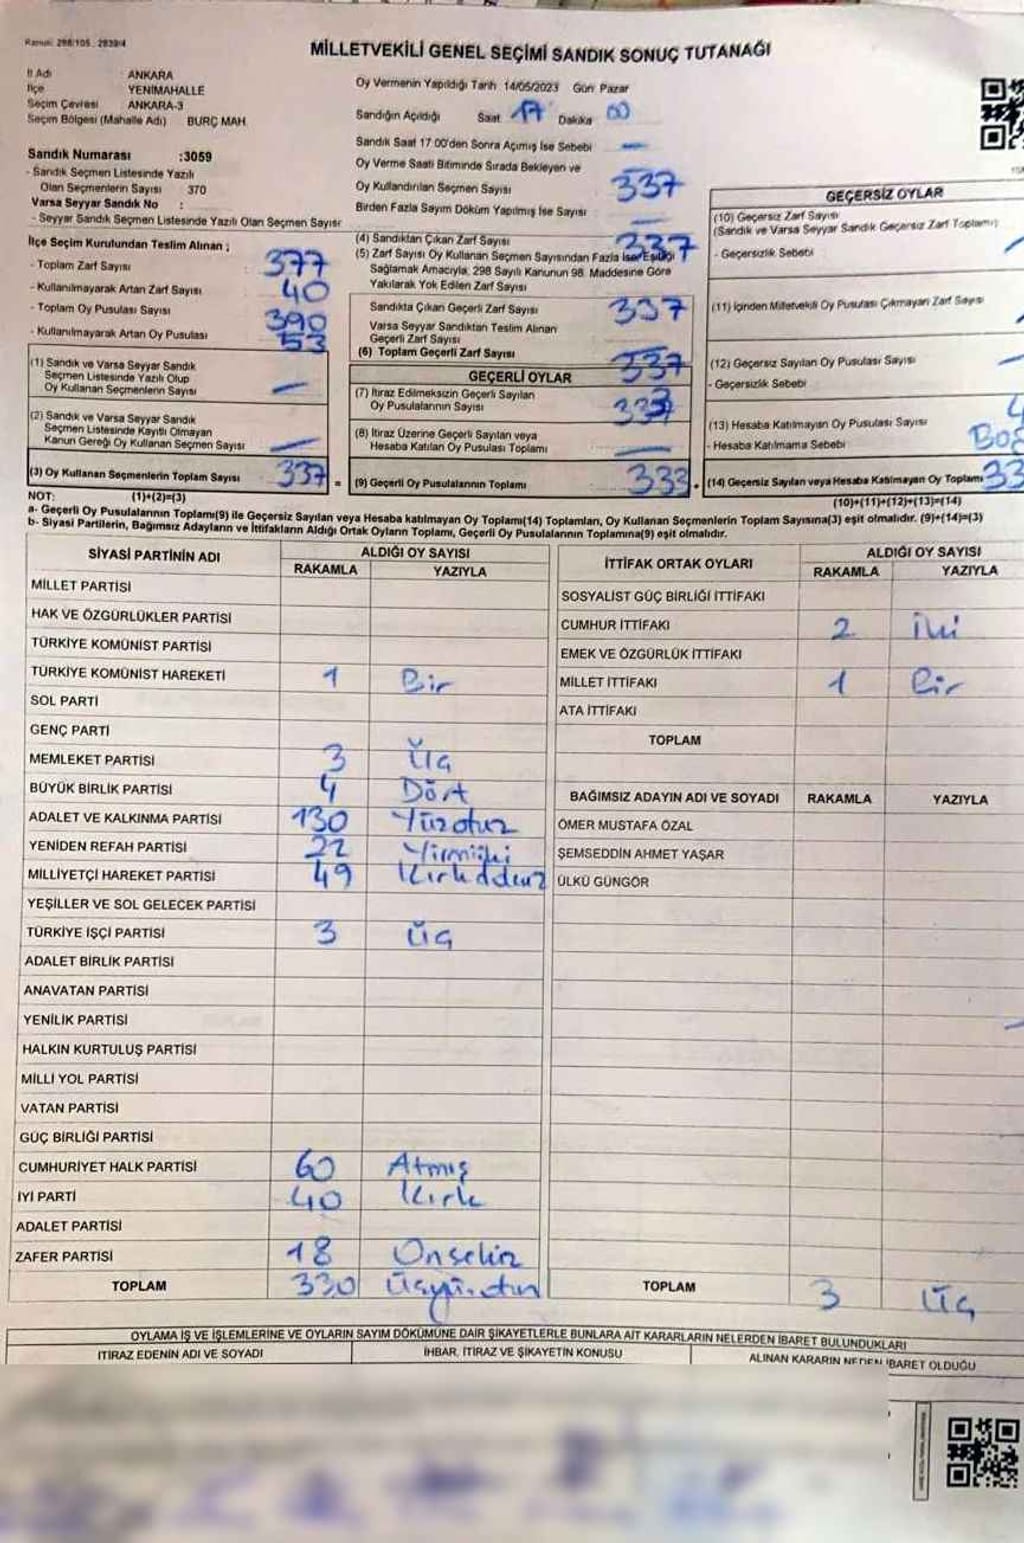 Kanun: 298/105, 2839/4
MİLLETVEKİLİ GENEL SEÇİMİ SANDIK SONUÇ TUTANAĞI
İl Adı : ANKARA
İlçe : YENİMAHALLE
Seçim Çevresi : ANKARA-3
Seçim Bölgesi (Mahalle Adı) BURÇ MAH.
Sandık Numarası :3059
- Sandık Seçmen Listesinde Yazılı
Olan Seçmenlerin Sayısı : 370
Varsa Seyyar Sandık No :
- Seyyar Sandık Seçmen Listesinde Yazılı Olan Seçmen Sayısı
İlçe Seçim Kurulundan Teslim Alınan ;
- Toplam Zarf Sayısı : 377
- Kullanılmayarak Artan Zarf Sayısı : 40
- Toplam Oy Pusulası Sayısı : 390
- Kullanılmayarak Artan Oy Pusulası : 53
(1) Sandık ve Varsa Seyyar Sandık
Seçmen Listesinde Yazılı Olup
Oy Kullanan Seçmenlerin Sayısı : —
(2) Sandık ve Varsa Seyyar Sandık
Seçmen Listesinde Kayıtlı Olmayan
Kanun Gereği Oy Kullanan Seçmen Sayısı : —
(3) Oy Kullanan Seçmenlerin Toplam Sayısı : 337 =
Oy Vermenin Yapıldığı Tarih 14/05/2023 Gün: Pazar
Sandığın Açıldığı Saat 17 Dakika 00
Sandık Saat 17:00'den Sonra Açımış İse Sebebi : —
Oy Verme Saati Bitiminde Sırada Bekleyen ve
Oy Kullandırılan Seçmen Sayısı : 337
Birden Fazla Sayım Döküm Yapılmış İse Sayısı : —
(4) Sandıktan Çıkan Zarf Sayısı : 337
(5) Zarf Sayısı Oy Kullanan Seçmen Sayısından Fazla İse, Eşitliği
Sağlamak Amacıyla, 298 Sayılı Kanunun 98. Maddesine Göre
Yakılarak Yok Edilen Zarf Sayısı : —
Sandıkta Çıkan Geçerli Zarf Sayısı : 337
Varsa Seyyar Sandıktan Teslim Alınan
Geçerli Zarf Sayısı : —
(6) Toplam Geçerli Zarf Sayısı : 337
GEÇERLİ OYLAR
(7) İtiraz Edilmeksizin Geçerli Sayılan
Oy Pusulalarının Sayısı : 333
(8) İtiraz Üzerine Geçerli Sayılan veya
Hesaba Katılan Oy Pusulası Toplamı : —
(9) Geçerli Oy Pusulalarının Toplamı 333
GEÇERSİZ OYLAR
(10) Geçersiz Zarf Sayısı
(Sandık ve Varsa Seyyar Sandık Geçersiz Zarf Toplamı)
- Geçersizlik Sebebi
(11) İçinden Milletvekili Oy Pusulası Çıkmayan Zarf Sayısı
(12) Geçersiz Sayılan Oy Pusulası Sayısı
- Geçersizlik Sebebi
(13) Hesaba Katılmayan Oy Pusulası Sayısı
- Hesaba Katılmama Sebebi
(14) Geçersiz Sayılan veya Hesaba Katılmayan Oy Toplamı
NOT: (1)+(2)=(3)
(10)+(11)+(12)+(13)=(14)
a- Geçerli Oy Pusulalarının Toplamı(9) ile Geçersiz Sayılan veya Hesaba katılmayan Oy Toplamı(14) Toplamları, Oy Kullanan Seçmenlerin Toplam Sayısına(3) eşit olmalıdır. (9)+(14)=(3)
b- Siyasi Partilerin, Bağımsız Adayların ve İttifakların Aldığı Ortak Oyların Toplamı, Geçerli Oy Pusulalarının Toplamına(9) eşit olmalıdır.
SİYASİ PARTİNİN ADI ALDIĞI OY SAYISI
RAKAMLA YAZIYLA
MİLLET PARTİSİ
HAK VE ÖZGÜRLÜKLER PARTİSİ
TÜRKİYE KOMÜNİST PARTİSİ
TÜRKİYE KOMÜNİST HAREKETİ 1 Bir
SOL PARTİ
GENÇ PARTİ
MEMLEKET PARTİSİ 3 Üç
BÜYÜK BİRLİK PARTİSİ 4 Dört
ADALET VE KALKINMA PARTİSİ 130 Yüzotuz
YENİDEN REFAH PARTİSİ 22 Yirmiiki
MİLLİYETÇİ HAREKET PARTİSİ 49
YEŞİLLER VE SOL GELECEK PARTİSİ
TÜRKİYE İŞÇİ PARTİSİ 3 Üç
ADALET BİRLİK PARTİSİ
ANAVATAN PARTİSİ
YENİLİK PARTİSİ
HALKIN KURTULUŞ PARTİSİ
MİLLİ YOL PARTİSİ
VATAN PARTİSİ
GÜÇ BİRLİĞİ PARTİSİ
CUMHURİYET HALK PARTİSİ 60 Atmış
İYİ PARTİ 40 Kırk
ADALET PARTİSİ
ZAFER PARTİSİ 18 Onsekiz
TOPLAM 330
İTTİFAK ORTAK OYLARI ALDIĞI OY SAYISI
RAKAMLA YAZIYLA
SOSYALİST GÜÇ BİRLİĞİ İTTİFAKI
CUMHUR İTTİFAKI 2 İki
EMEK VE ÖZGÜRLÜK İTTİFAKI
MİLLET İTTİFAKI 1 Bir
ATA İTTİFAKI
TOPLAM
BAĞIMSIZ ADAYIN ADI VE SOYADI RAKAMLA YAZIYLA
ÖMER MUSTAFA ÖZAL
ŞEMSEDDİN AHMET YAŞAR
ÜLKÜ GÜNGÖR
TOPLAM 3 Üç
OYLAMA İŞ VE İŞLEMLERİNE VE OYLARIN SAYIM DÖKÜMÜNE DAİR ŞİKAYETLERLE BUNLARA AİT KARARLARIN NELERDEN İBARET BULUNDUKLARI
İTİRAZ EDENİN ADI VE SOYADI İHBAR, İTİRAZ VE ŞİKAYETİN KONUSU ALINAN KARARIN NEDEN İBARET OLDUĞU